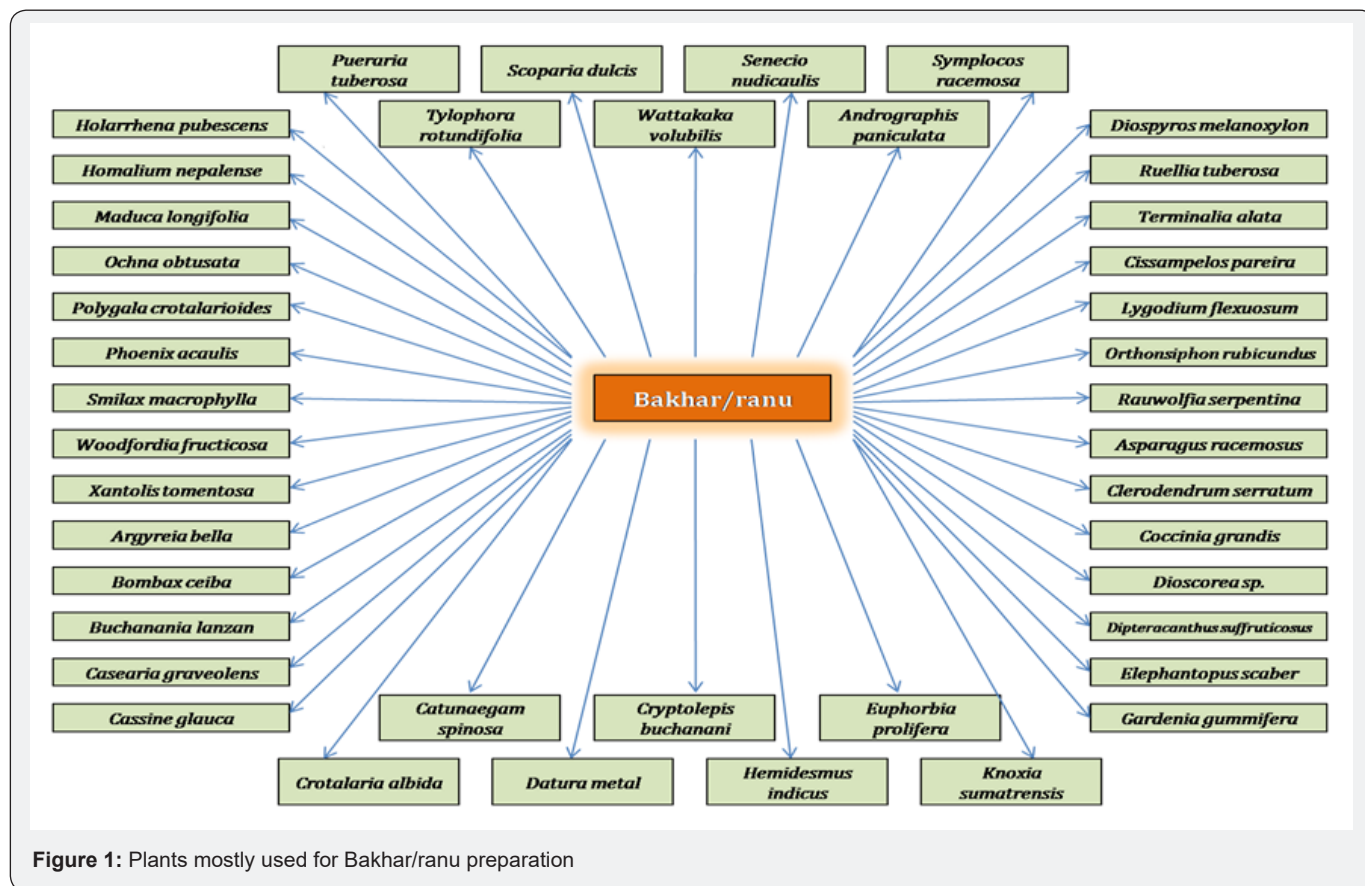 Pueraria
tuberosa
Scoparia dulcis
Senecio
nudicaulis
Symplocos
racemosa
Tylophora
rotundifolia
Wattakaka
volubilis
Andrographis
paniculata
Holarrhena pubescens
Homalium nepalense
Maduca longifolia
Ochna obtusata
Polygala crotalarioides
Phoenix acaulis
Smilax macrophylla
Woodfordia fructicosa
Xantolis tomentosa
Argyreia bella
Bombax ceiba
Buchanania lanzan
Casearia graveolens
Cassine glauca
Bakhar/ranu
Diospyros melanoxylon
Ruellia tuberosa
Terminalia alata
Cissampelos pareira
Lygodium flexuosum
Orthonsiphon rubicundus
Rauwolfia serpentina
Asparagus racemosus
Clerodendrum serratum
Coccinia grandis
Dioscorea sp.
Dipteracanthus suffruticosus
Elephantopus scaber
Gardenia gummifera
Catunaegam
spinosa
Cryptolepis
buchanani
Euphorbia
prolifera
Crotalaria albida
Datura metal
Hemidesmus
indicus
Knoxia
sumatrensis
Figure 1: Plants mostly used for Bakhar/ranu preparation